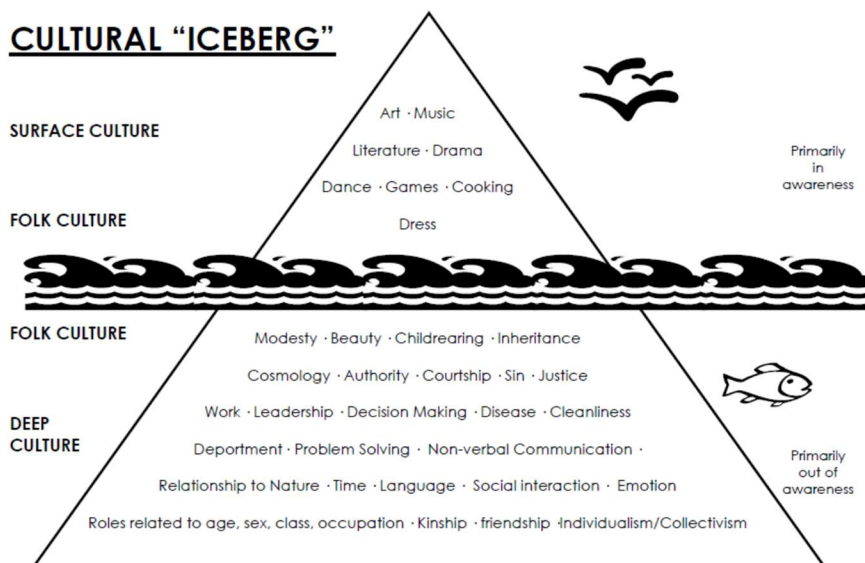 CULTURAL “ICEBERG”
SURFACE CULTURE
Art · Music
Literature · Drama
Dance · Games · Cooking
Primarily
in
awareness
FOLK CULTURE
Dress
FOLK CULTURE
Modesty · Beauty · Childrearing · Inheritance
Cosmology · Authority · Courtship · Sin · Justice
DEEP
CULTURE
Work · Leadership · Decision Making · Disease · Cleanliness
Deportment · Problem Solving · Non-verbal Communication ·
Relationship to Nature · Time · Language · Social interaction · Emotion
Roles related to age, sex, class, occupation · Kinship · friendship ·Individualism/Collectivism
Primarily
out of
awareness